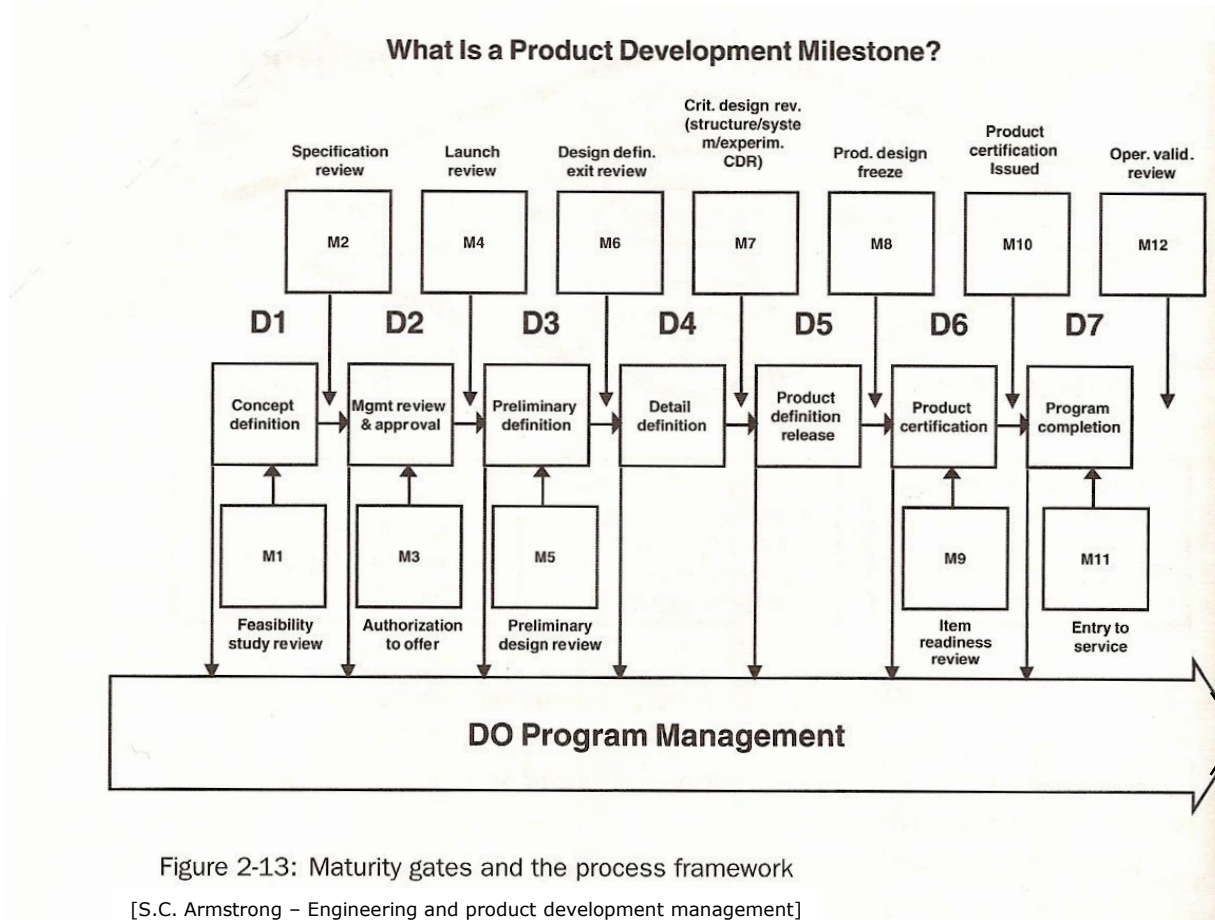 What Is a Product Development Milestone?
Specification
review
Launch
review
Design defin.
exit review
Crit. design rev.
(structure/syste
m/experim.
CDR)
Prod. design
freeze
Product
certification
Issued
Oper. valid.
review
M2
M4
M6
M7
M8
M10
M12
D1
D2
D3
D4
D5
D6
D7
Concept
definition
Mgmt review
& approval
Preliminary
definition
Detail
definition
Product
definition
release
Product
certification
Program
completion
M1
M3
M5
M9
M11
Feasibility
study review
Authorization
to offer
Preliminary
design review
Item
readiness
review
Entry to
service
DO Program Management
Figure 2-13: Maturity gates and the process framework
[S.C. Armstrong – Engineering and product development management]